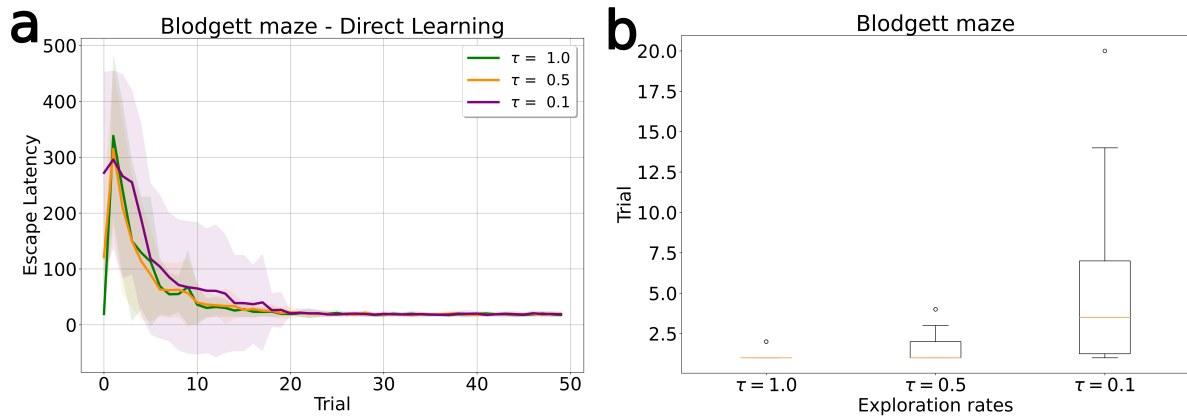 a
Blodgett maze - Direct Learning
500
400
300
200
100
0
Escape Latency
τ = 1.0
τ = 0.5
τ = 0.1
0 10 20 30 40 50
Trial
b
Blodgett maze
20.0
17.5
15.0
12.5
10.0
7.5
5.0
2.5
Trial
τ = 1.0 τ = 0.5 τ = 0.1
Exploration rates